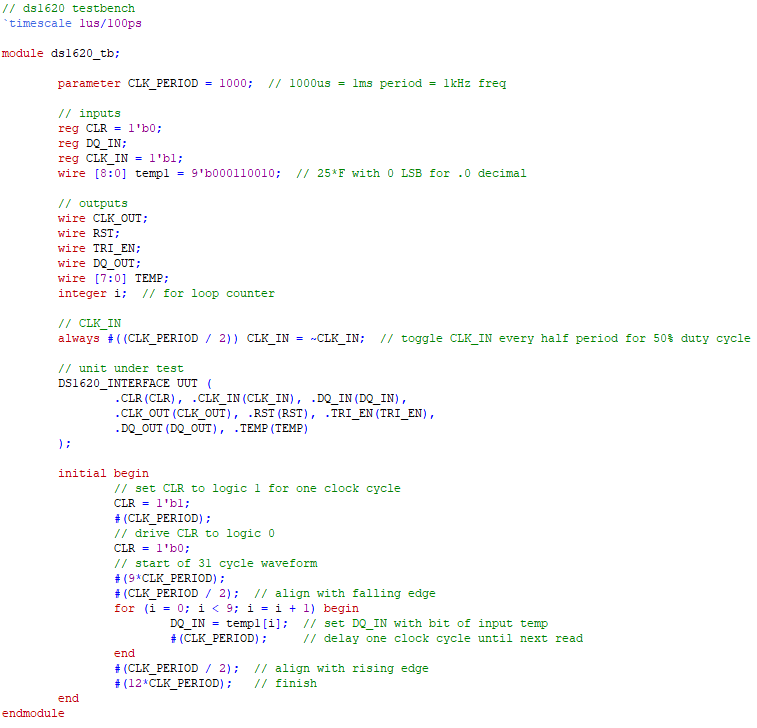 // ds1620 testbench
`timescale 1us/100ps
module ds1620_tb;
parameter CLK_PERIOD = 1000;  // 1000us = 1ms period = 1kHz freq
// inputs
reg CLR = 1'b0;
reg DQ_IN;
reg CLK_IN = 1'b1;
wire [8:0] temp1 = 9'b000110010;  // 25*F with 0 LSB for .0 decimal
// outputs
wire CLK_OUT;
wire RST;
wire TRI_EN;
wire DQ_OUT;
wire [7:0] TEMP;
integer i;  // for loop counter
// CLK_IN
always #((CLK_PERIOD / 2)) CLK_IN = ~CLK_IN;  // toggle CLK_IN every half period for 50% duty cycle
// unit under test
DS1620_INTERFACE UUT (
.CLR(CLR), .CLK_IN(CLK_IN), .DQ_IN(DQ_IN),
.CLK_OUT(CLK_OUT), .RST(RST), .TRI_EN(TRI_EN),
.DQ_OUT(DQ_OUT), .TEMP(TEMP)
);
initial begin
// set CLR to logic 1 for one clock cycle
CLR = 1'b1;
#(CLK_PERIOD);
// drive CLR to logic 0
CLR = 1'b0;
// start of 31 cycle waveform
#(9*CLK_PERIOD);
#(CLK_PERIOD / 2);  // align with falling edge
for (i = 0; i < 9; i = i + 1) begin
DQ_IN = temp1[i];  // set DQ_IN with bit of input temp
#(CLK_PERIOD);     // delay one clock cycle until next read
end
#(CLK_PERIOD / 2);  // align with rising edge
#(12*CLK_PERIOD);   // finish
end
endmodule